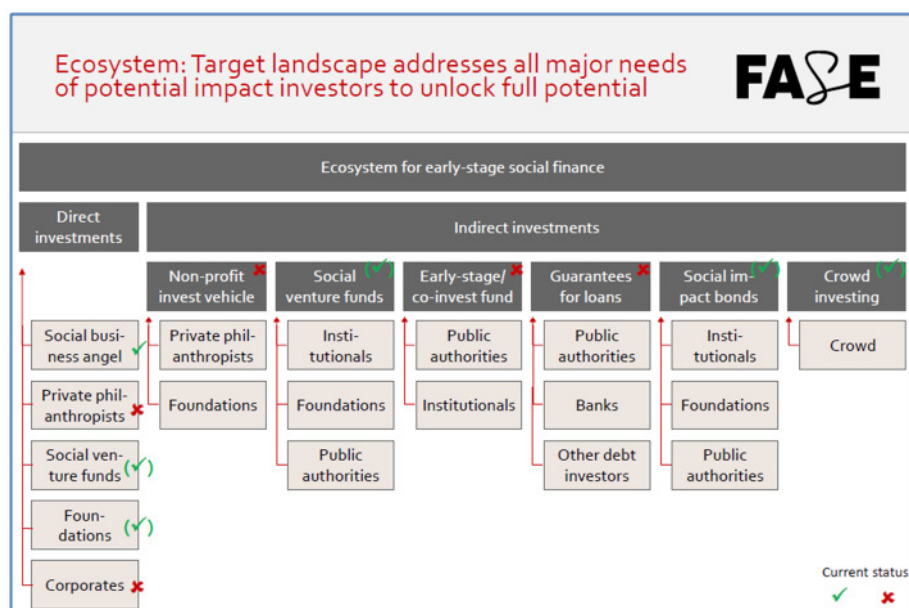 Ecosystem: Target landscape addresses all major needs
of potential impact investors to unlock full potential
FASE
Ecosystem for early-stage social finance
Direct
investments
Indirect investments
Non-profit
invest vehicle
Social
venture funds
Early-stage/
co-invest fund
Guarantees
for loans
Social im-
pact bonds
Crowd
investing
Social busi-
ness angel
Private phil-
anthropists
Social ven-
ture funds
Foun-
dations
Corporates
Private phil-
anthropists
Foundations
Insti-
tutionals
Foundations
Public
authorities
Public
authorities
Institutionals
Public
authorities
Banks
Other debt
investors
Insti-
tutionals
Foundations
Public
authorities
Crowd
Current status